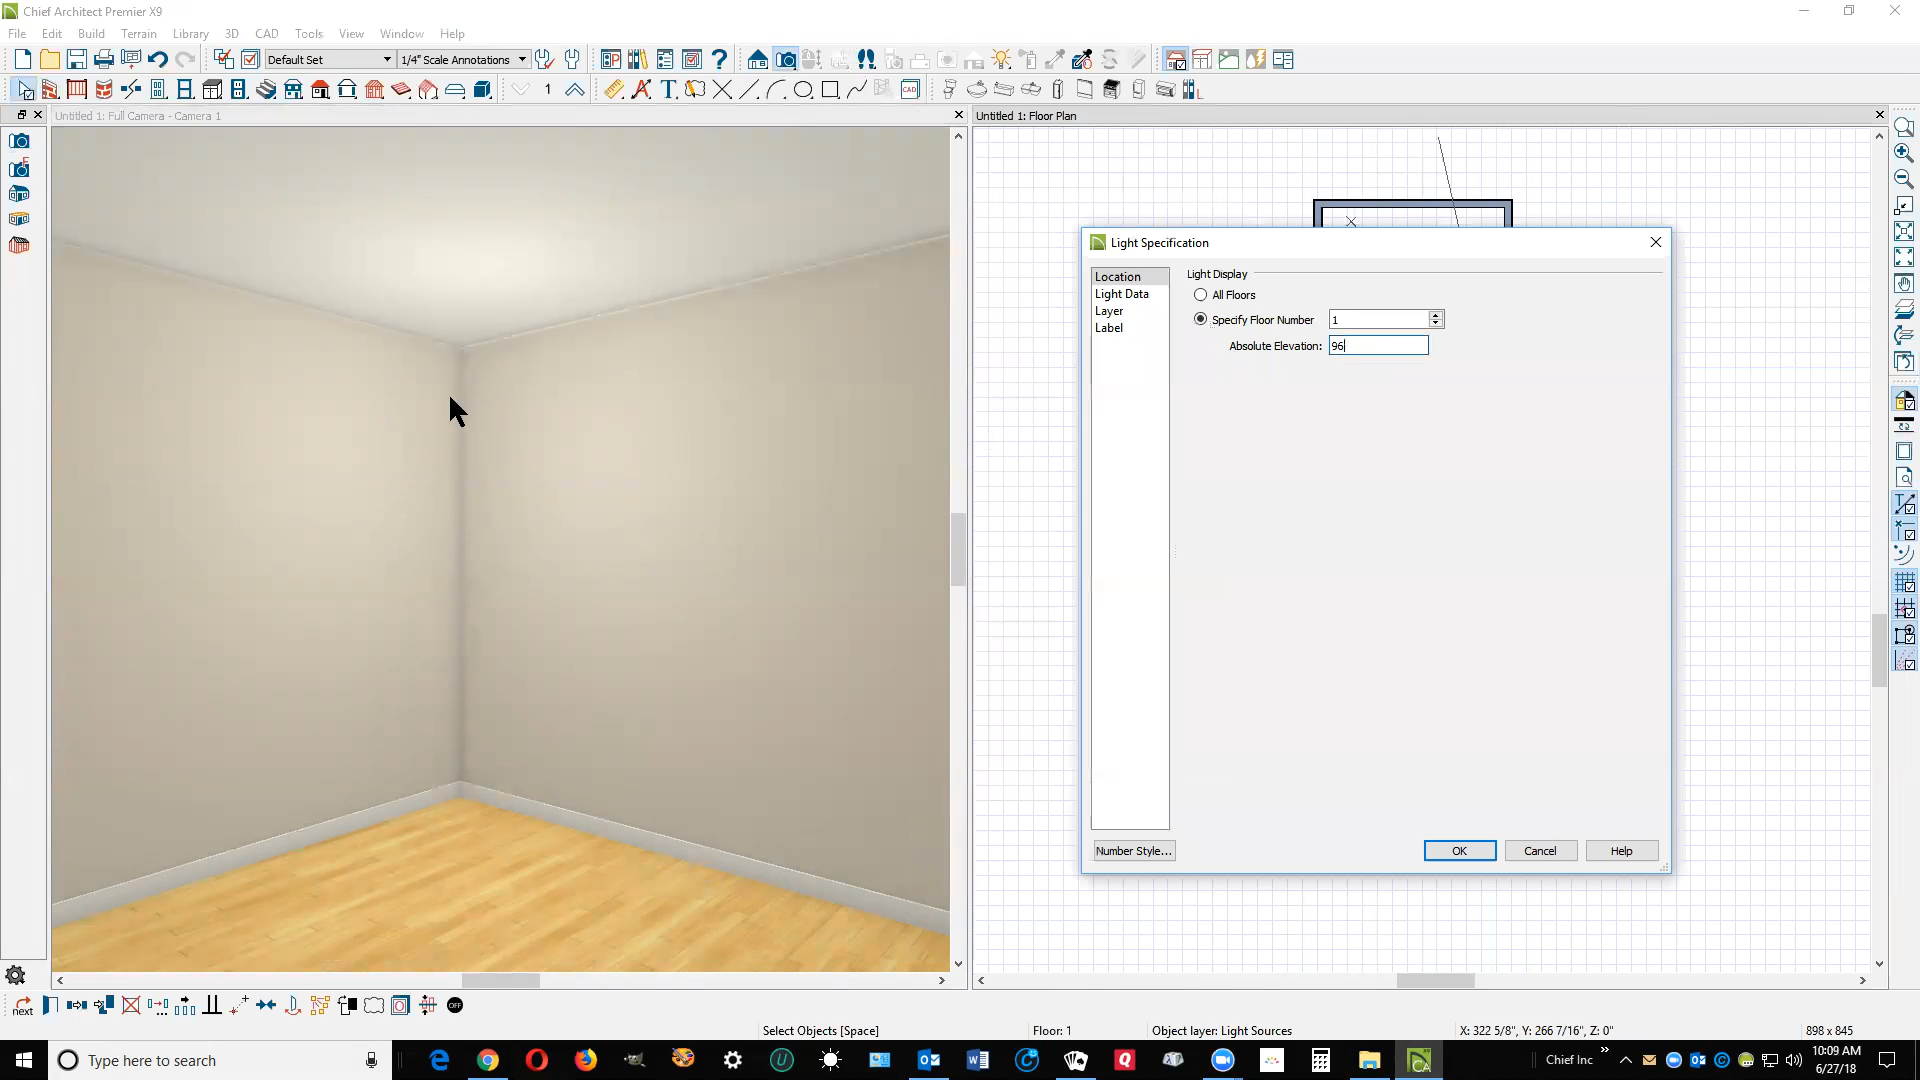 Chief Architect Premier X9
File Edit Build Terrain Library 3D CAD Tools View Window Help
Default Set 1/4" Scale Annotations
1
Untitled 1: Full Camera - Camera 1
Untitled 1: Floor Plan
Light Specification
Location
Light Data
Layer
Label
Light Display
All Floors
Specify Floor Number 1
Absolute Elevation: 96
Number Style... OK Cancel Help
next OFF
Select Objects [Space] Floor: 1 Object layer: Light Sources X: 322 5/8", Y: 266 7/16", Z: 0" 898 x 845
Type here to search
Chief Inc
10:09 AM
6/27/18